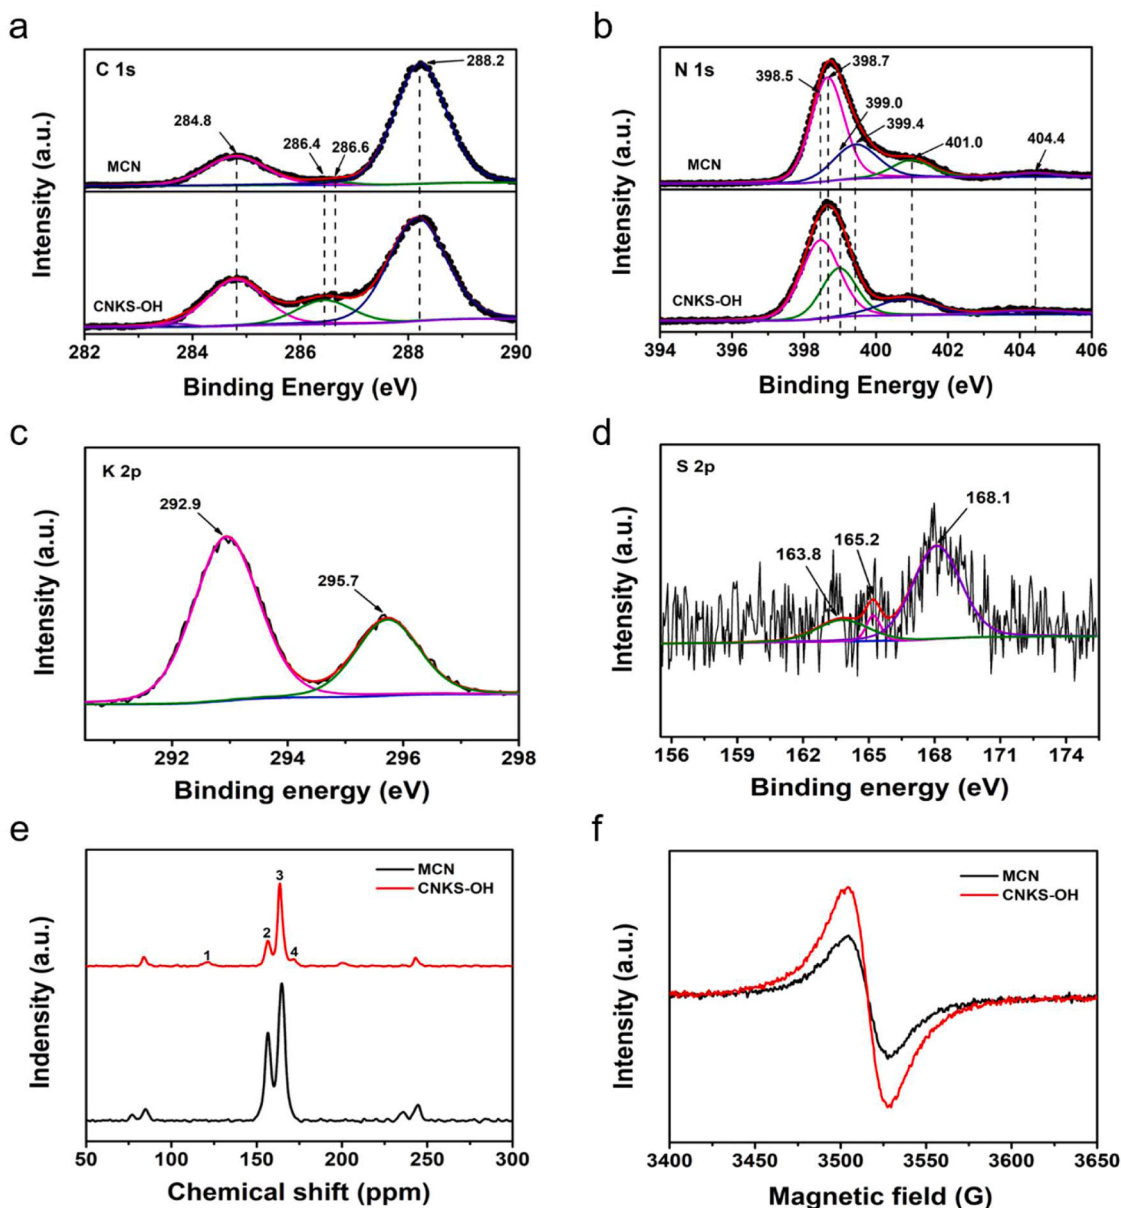 a
C 1s
288.2
284.8
286.4
286.6
MCN
CNKS-OH
Intensity (a.u.)
282 284 286 288 290
Binding Energy (eV)
b
N 1s
398.5
398.7
399.0
399.4
401.0
404.4
MCN
CNKS-OH
Intensity (a.u.)
394 396 398 400 402 404 406
Binding Energy (eV)
c
K 2p
292.9
295.7
Intensity (a.u.)
292 294 296 298
Binding energy (eV)
d
S 2p
168.1
163.8
165.2
Intensity (a.u.)
156 159 162 165 168 171 174
Binding energy (eV)
e
MCN
CNKS-OH
1
2
3
4
Indensity (a.u.)
50 100 150 200 250 300
Chemical shift (ppm)
f
MCN
CNKS-OH
Intensity (a.u.)
3400 3450 3500 3550 3600 3650
Magnetic field (G)